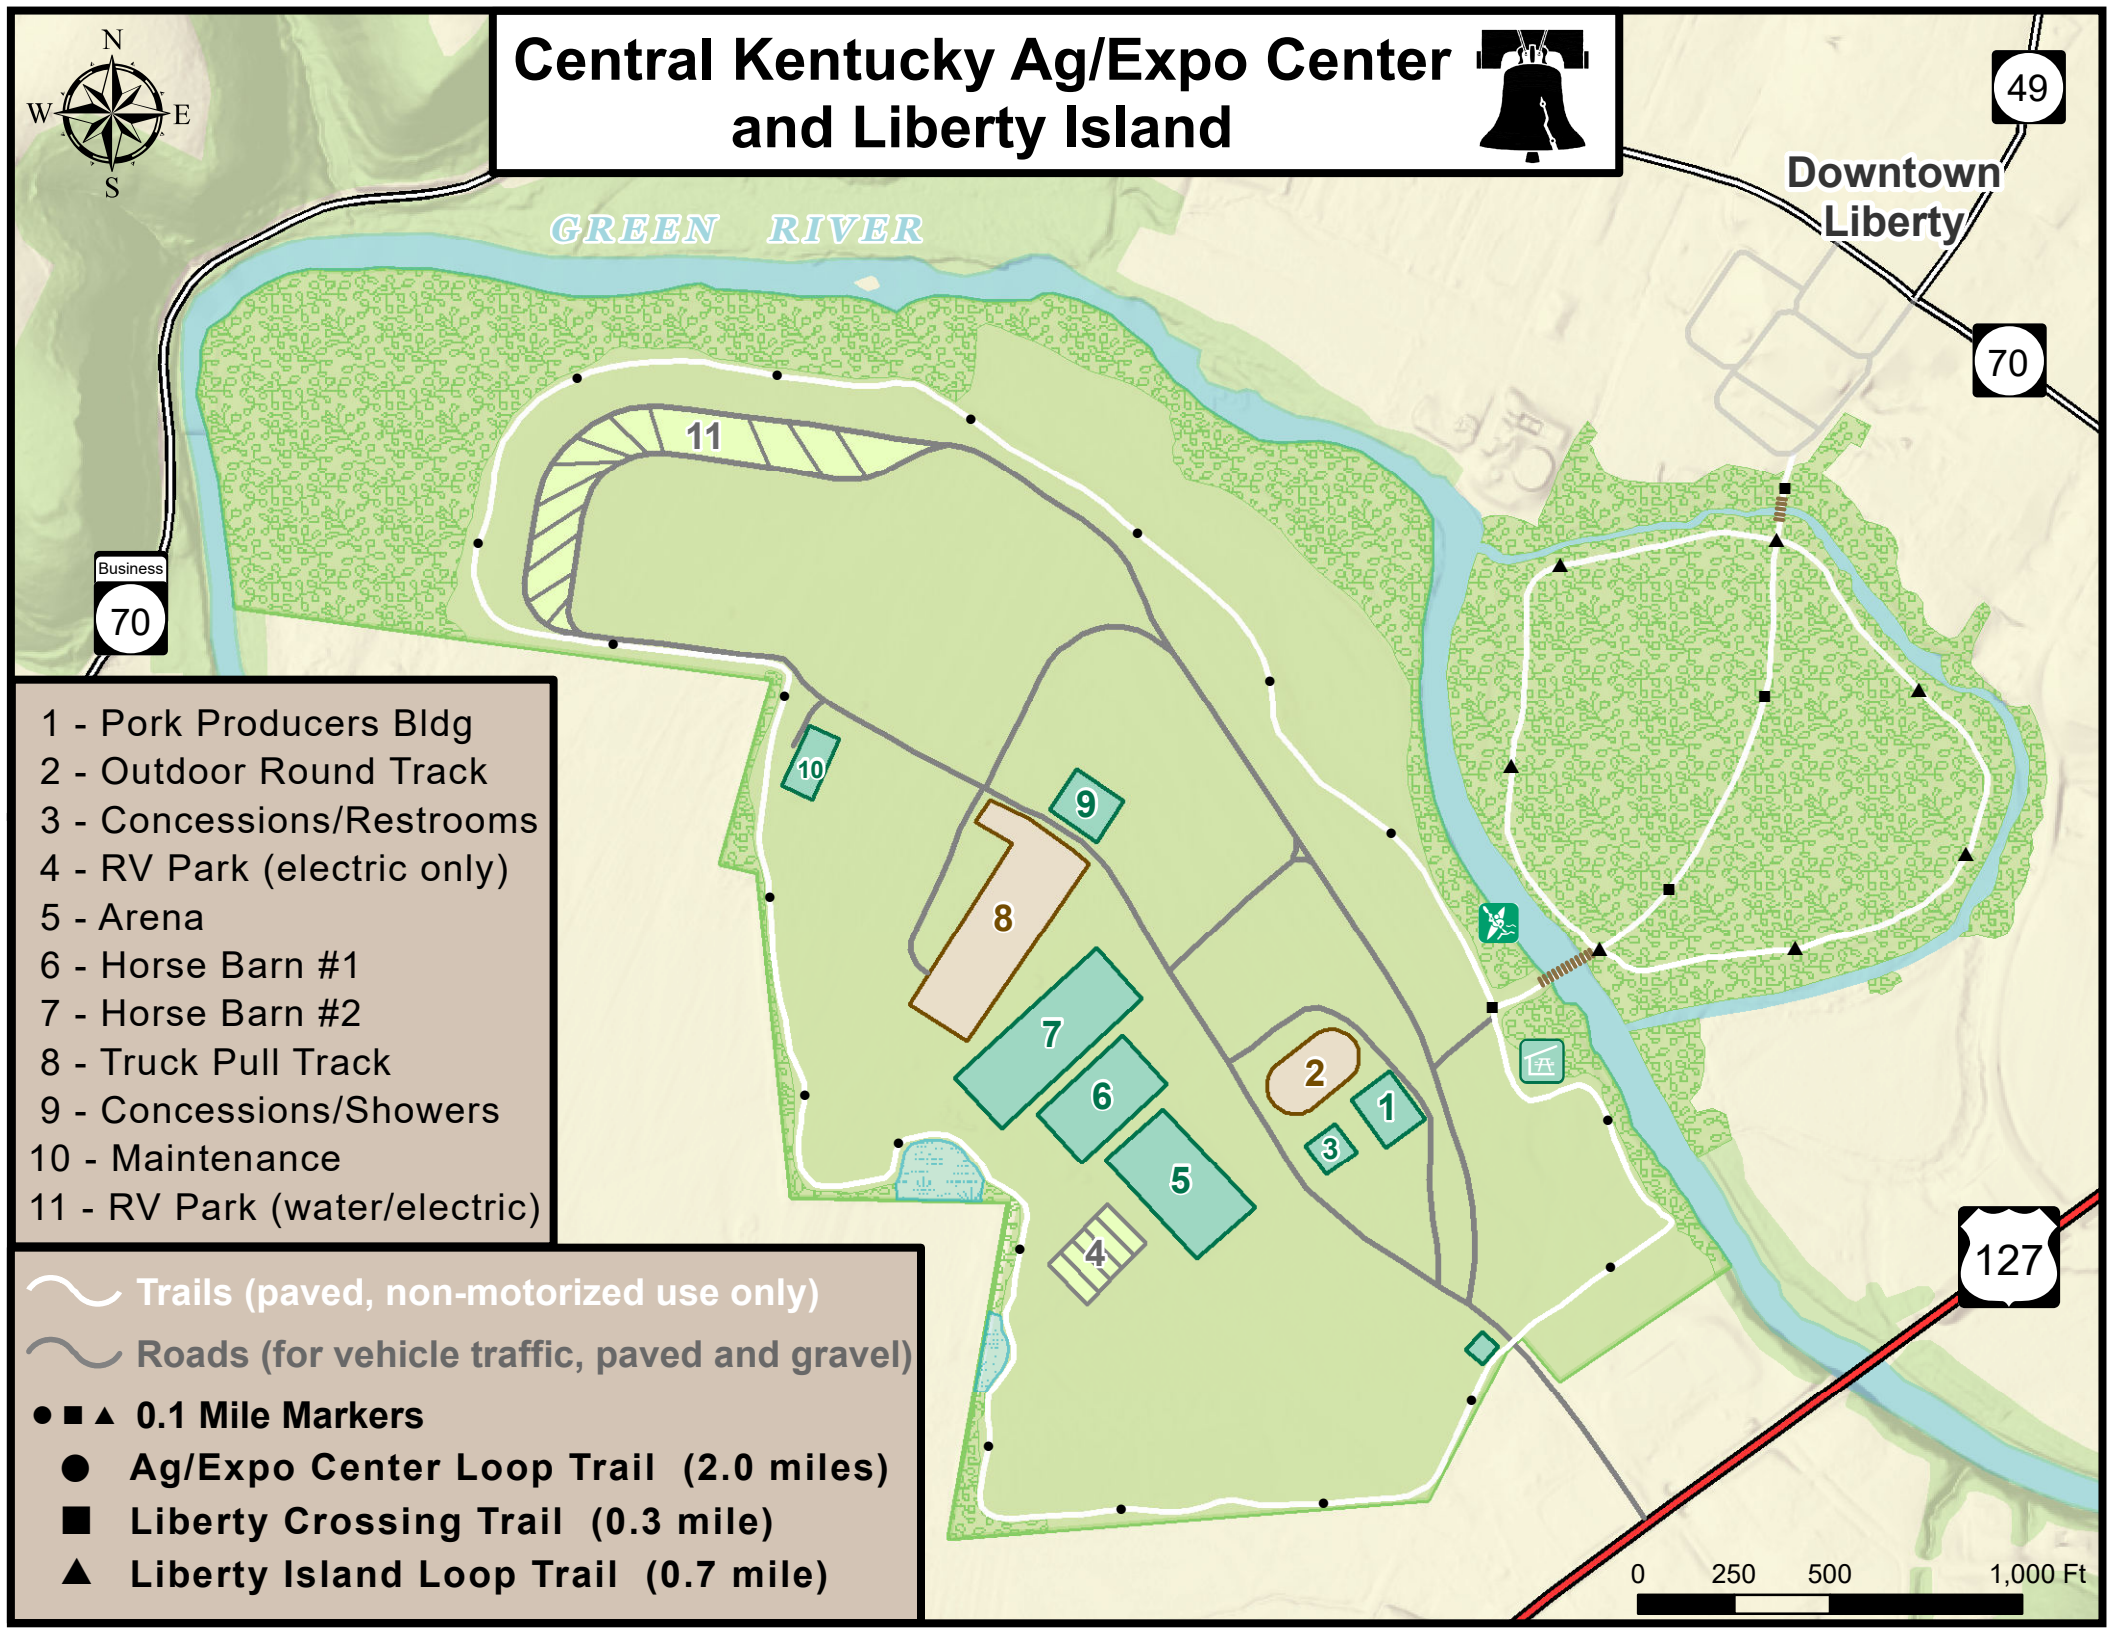 Central Kentucky Ag/Expo Center
and Liberty Island
N
W
E
S
49
Downtown
Liberty
GREEN RIVER
70
Business
70
11
10
9
8
7
6
5
4
2
1
3
127
1 - Pork Producers Bldg
2 - Outdoor Round Track
3 - Concessions/Restrooms
4 - RV Park (electric only)
5 - Arena
6 - Horse Barn #1
7 - Horse Barn #2
8 - Truck Pull Track
9 - Concessions/Showers
10 - Maintenance
11 - RV Park (water/electric)
Trails (paved, non-motorized use only)
Roads (for vehicle traffic, paved and gravel)
0.1 Mile Markers
Ag/Expo Center Loop Trail (2.0 miles)
Liberty Crossing Trail (0.3 mile)
Liberty Island Loop Trail (0.7 mile)
0 250 500 1,000 Ft